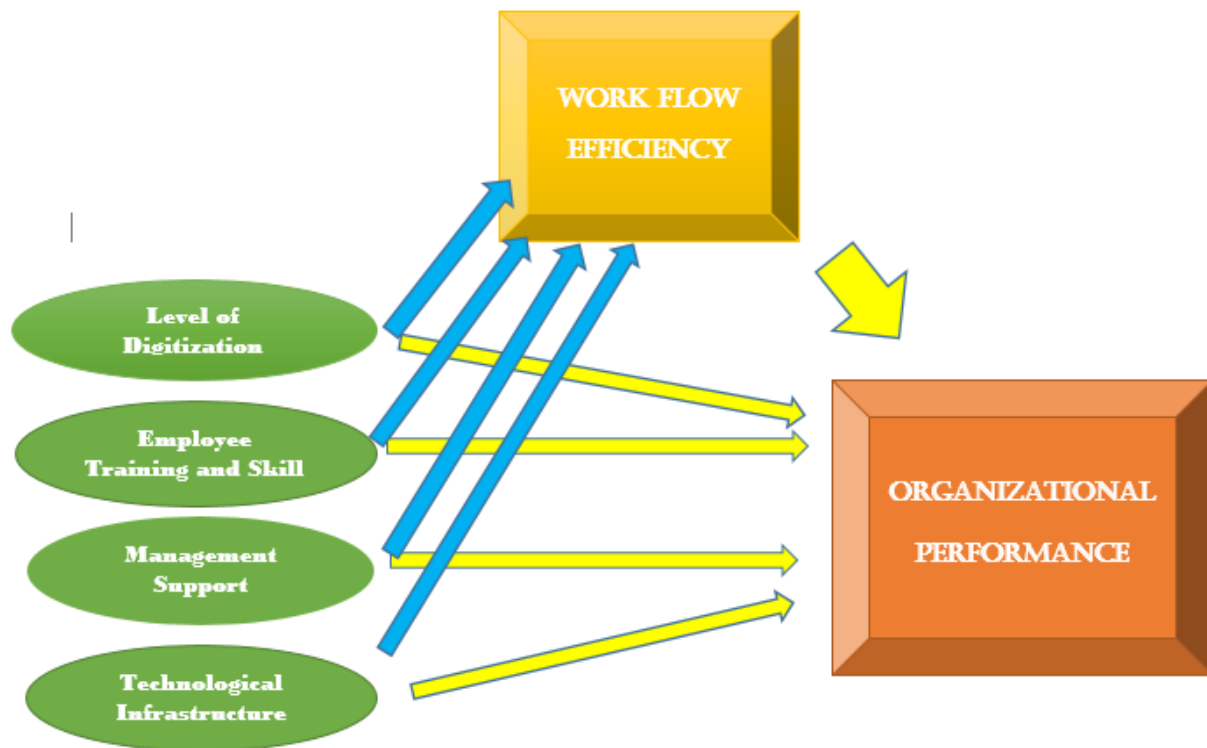 WORK FLOW
EFFICIENCY
Level of
Digitization
Employee
Training and Skill
Management
Support
Technological
Infrastructure
ORGANIZATIONAL
PERFORMANCE